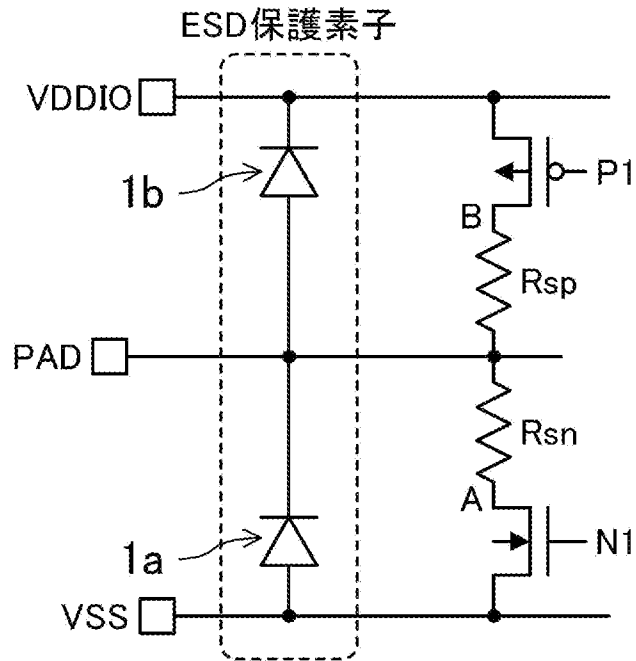 ESD保護素子
VDDIO
1b
P1
B
Rsp
PAD
Rsn
A
1a
N1
VSS